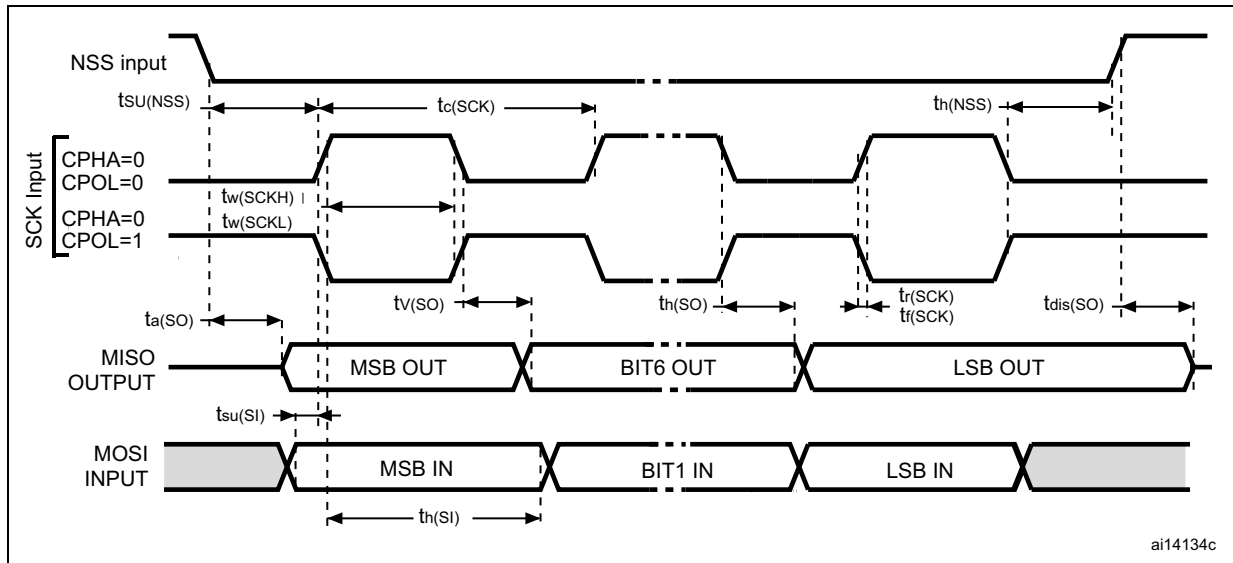 NSS input
tSU(NSS)
tc(SCK)
th(NSS)
SCK Input
CPHA=0
CPOL=0
tw(SCKH)
CPHA=0
tw(SCKL)
CPOL=1
tV(SO)
th(SO)
tr(SCK)
tf(SCK)
ta(SO)
tdis(SO)
MISO
OUTPUT
MSB OUT
BIT6 OUT
LSB OUT
tsu(SI)
MOSI
INPUT
MSB IN
BIT1 IN
LSB IN
th(SI)
ai14134c